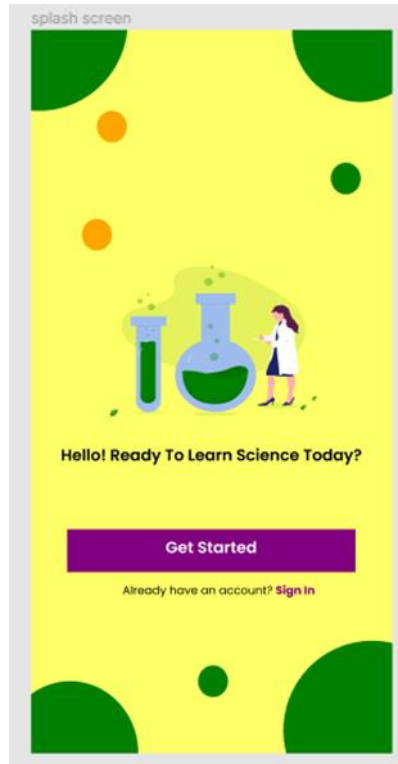 splash screen
Hello! Ready To Learn Science Today?
Get Started
Already have an account? Sign In